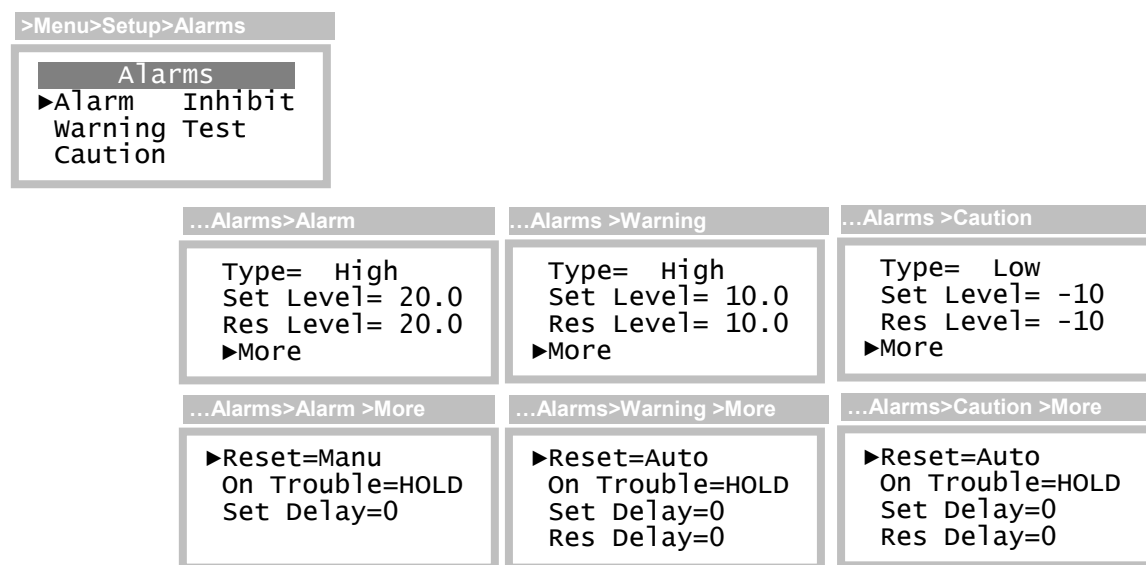 >Menu>Setup>Alarms
Alarms
►Alarm Inhibit
Warning Test
Caution
...Alarms>Alarm
Type= High
Set Level= 20.0
Res Level= 20.0
►More
...Alarms >Warning
Type= High
Set Level= 10.0
Res Level= 10.0
►More
...Alarms >Caution
Type= Low
Set Level= -10
Res Level= -10
►More
...Alarms>Alarm >More
►Reset=Manu
On Trouble=HOLD
Set Delay=0
...Alarms>Warning >More
►Reset=Auto
On Trouble=HOLD
Set Delay=0
Res Delay=0
...Alarms>Caution >More
►Reset=Auto
On Trouble=HOLD
Set Delay=0
Res Delay=0